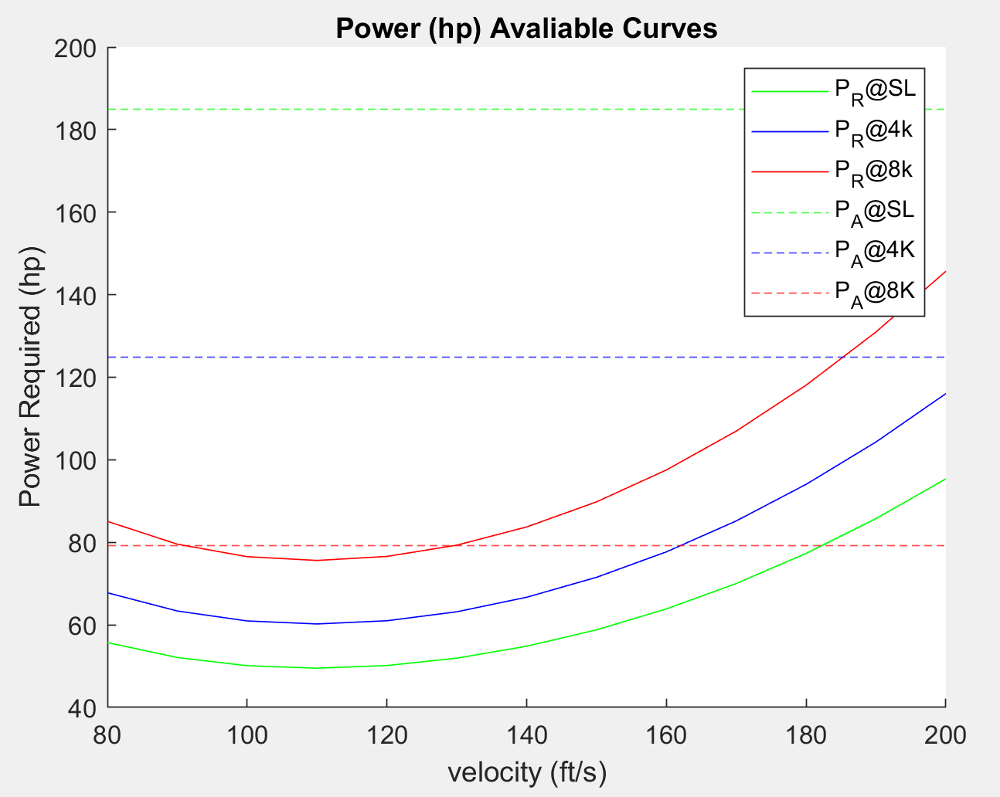 Power (hp) Avaliable Curves
200
180
160
140
120
100
80
60
40
Power Required (hp)
P_R@SL
P_R@4k
P_R@8k
P_A@SL
P_A@4K
P_A@8K
80 100 120 140 160 180 200
velocity (ft/s)